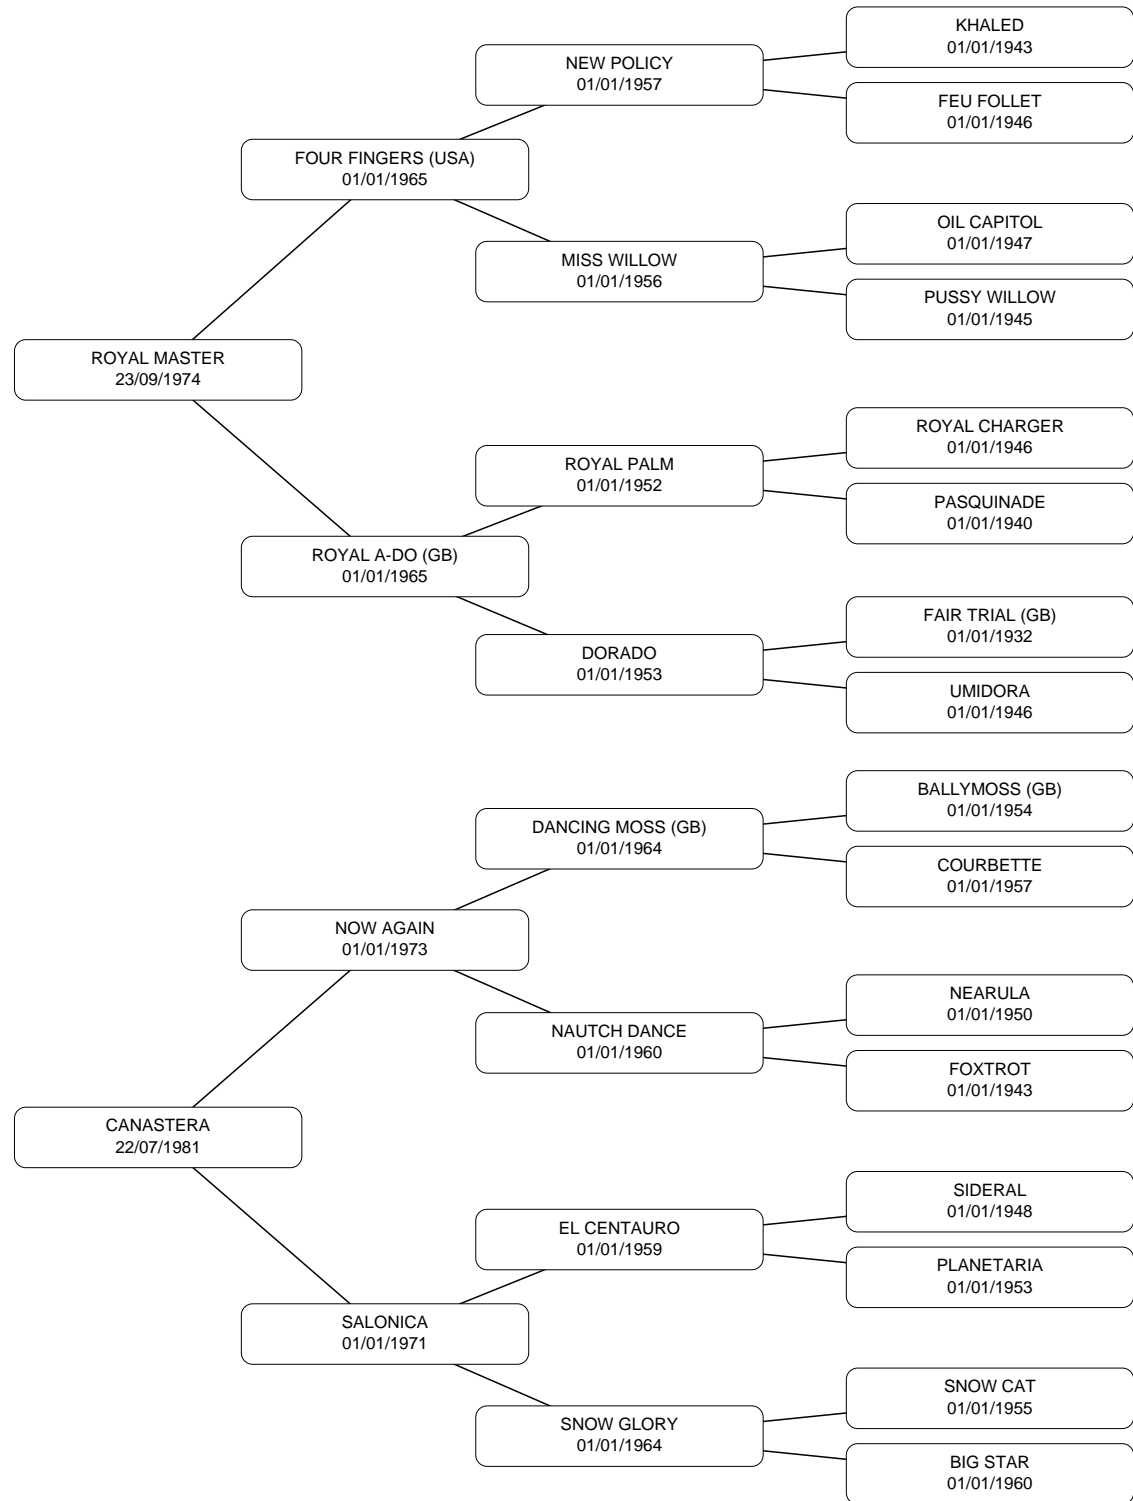 KHALED
01/01/1943
NEW POLICY
01/01/1957
FEU FOLLET
01/01/1946
FOUR FINGERS (USA)
01/01/1965
OIL CAPITOL
01/01/1947
MISS WILLOW
01/01/1956
PUSSY WILLOW
01/01/1945
ROYAL MASTER
23/09/1974
ROYAL CHARGER
01/01/1946
ROYAL PALM
01/01/1952
PASQUINADE
01/01/1940
ROYAL A-DO (GB)
01/01/1965
FAIR TRIAL (GB)
01/01/1932
DORADO
01/01/1953
UMIDORA
01/01/1946
BALLYMOSS (GB)
01/01/1954
DANCING MOSS (GB)
01/01/1964
COURBETTE
01/01/1957
NOW AGAIN
01/01/1973
NEARULA
01/01/1950
NAUTCH DANCE
01/01/1960
FOXTROT
01/01/1943
CANASTERA
22/07/1981
SIDERAL
01/01/1948
EL CENTAURO
01/01/1959
PLANETARIA
01/01/1953
SALONICA
01/01/1971
SNOW CAT
01/01/1955
SNOW GLORY
01/01/1964
BIG STAR
01/01/1960